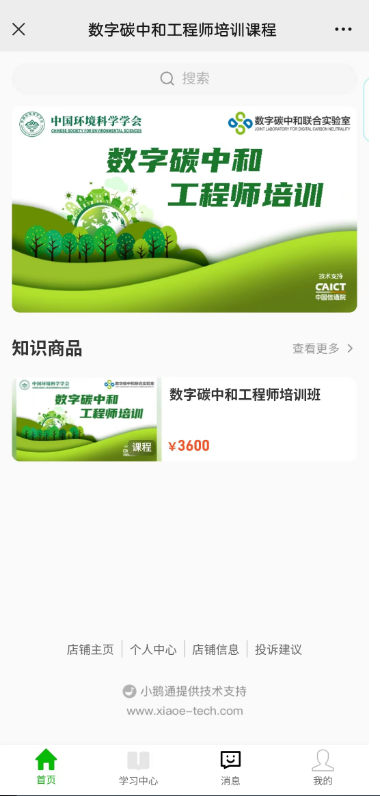 数字碳中和工程师培训课程
搜索
中国环境科学学会
CHINESE SOCIETY FOR ENVIRONMENTAL SCIENCES
数字碳中和联合实验室
JOINT LABORATORY FOR DIGITAL CARBON NEUTRALITY
数字碳中和
工程师培训
技术支持
CAICT
中国信通院
知识商品
查看更多
中国环境科学学会
数字碳中和联合实验室
数字碳中和
工程师培训
课程
数字碳中和工程师培训班
¥3600
店铺主页
个人中心
店铺信息
投诉建议
小鹅通提供技术支持
www.xiaoe-tech.com
首页
学习中心
消息
我的